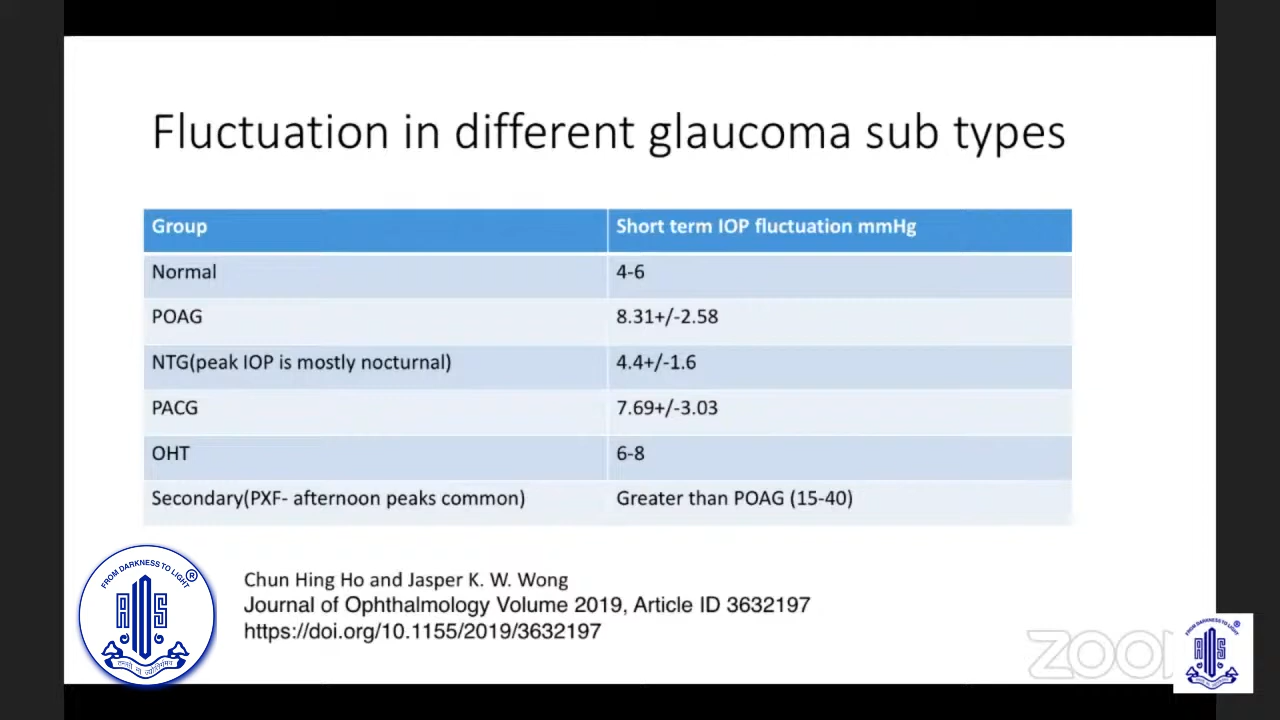 Fluctuation in different glaucoma sub types
Group Short term IOP fluctuation mmHg
Normal 4-6
POAG 8.31+/-2.58
NTG(peak IOP is mostly nocturnal) 4.4+/-1.6
PACG 7.69+/-3.03
OHT 6-8
Secondary(PXF- afternoon peaks common) Greater than POAG (15-40)
FROM DARKNESS TO LIGHT ®
AIOS
Chun Hing Ho and Jasper K. W. Wong
Journal of Ophthalmology Volume 2019, Article ID 3632197
https://doi.org/10.1155/2019/3632197
zoom